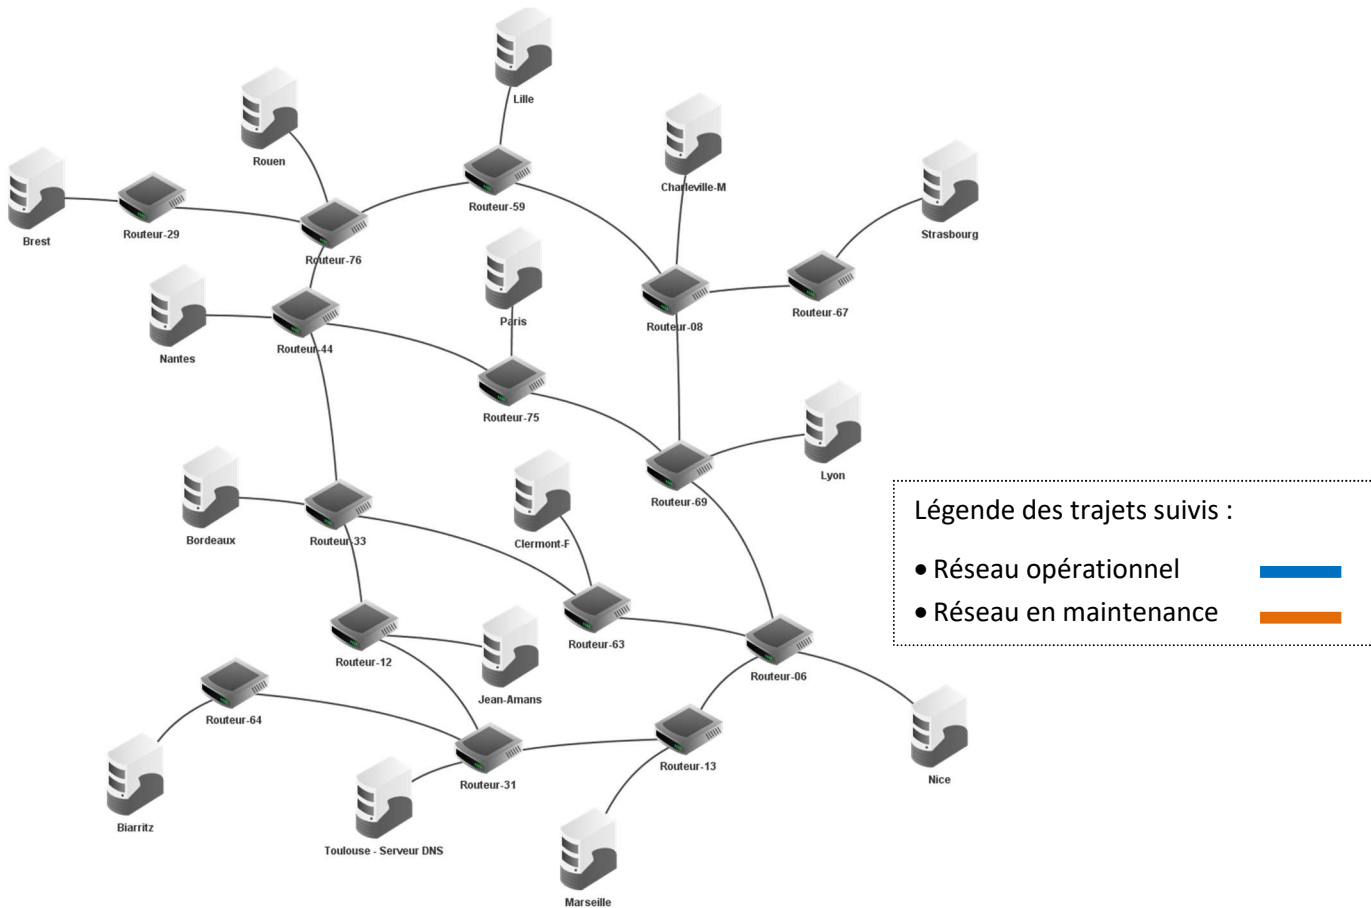 Lille
Rouen
Charleville-M
Strasbourg
Brest
Routeur-29
Routeur-59
Routeur-76
Paris
Routeur-67
Routeur-08
Nantes
Routeur-44
Routeur-75
Lyon
Routeur-69
Bordeaux
Routeur-33
Clermont-F
Légende des trajets suivis :
• Réseau opérationnel
• Réseau en maintenance
Routeur-63
Routeur-12
Routeur-06
Jean-Amans
Routeur-64
Routeur-13
Nice
Routeur-31
Biarritz
Toulouse - Serveur DNS
Marseille